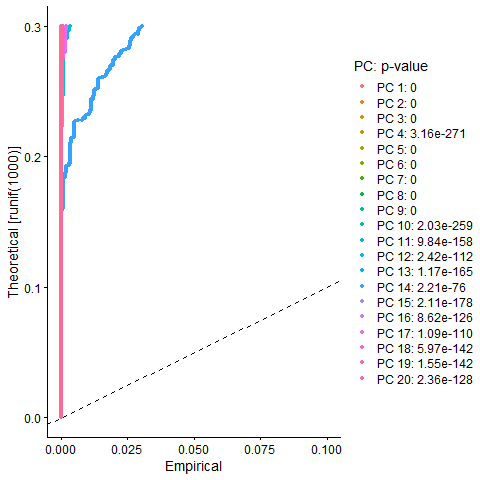 PC: p-value
PC 1: 0
PC 2: 0
PC 3: 0
PC 4: 3.16e-271
PC 5: 0
PC 6: 0
PC 7: 0
PC 8: 0
PC 9: 0
PC 10: 2.03e-259
PC 11: 9.84e-158
PC 12: 2.42e-112
PC 13: 1.17e-165
PC 14: 2.21e-76
PC 15: 2.11e-178
PC 16: 8.62e-126
PC 17: 1.09e-110
PC 18: 5.97e-142
PC 19: 1.55e-142
PC 20: 2.36e-128
Theoretical [runif(1000)]
0.3
0.2
0.1
0.0
0.000 0.025 0.050 0.075 0.100
Empirical